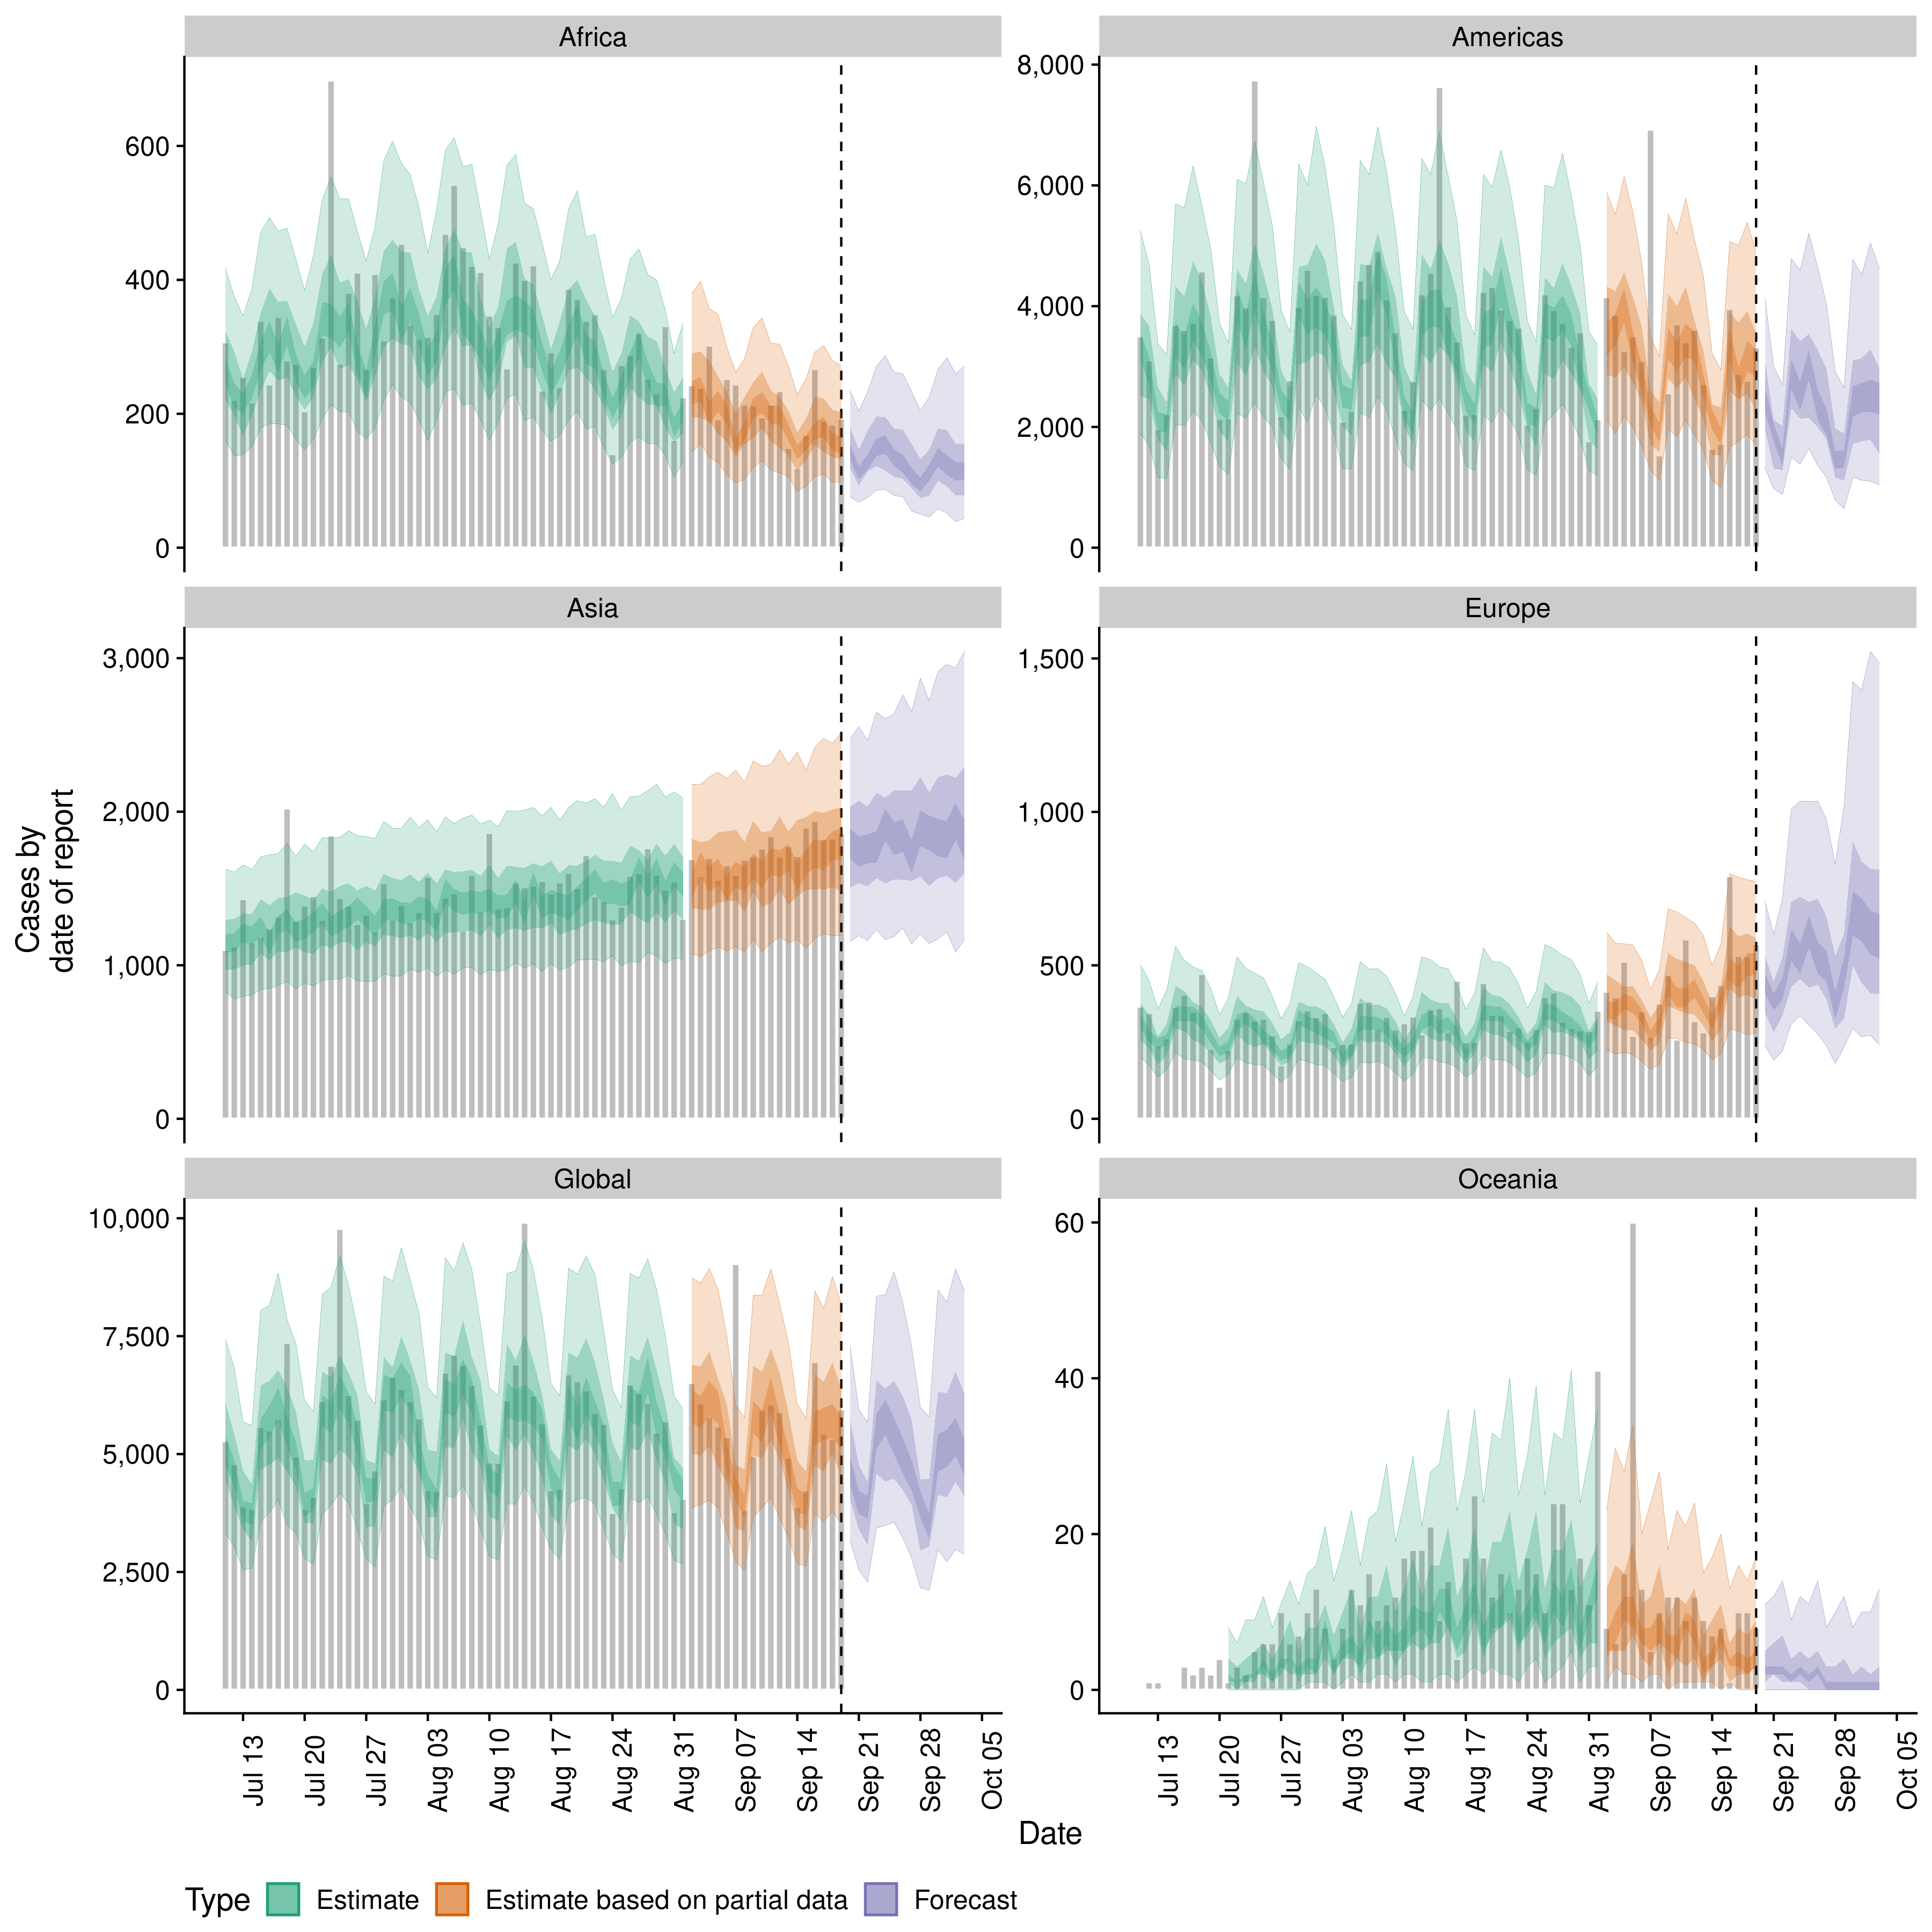 Africa
Americas
600
400
200
0
8,000
6,000
4,000
2,000
0
Asia
Europe
3,000
2,000
1,000
0
1,500
1,000
500
0
Cases by
date of report
Global
Oceania
10,000
7,500
5,000
2,500
0
60
40
20
0
Jul 13
Jul 20
Jul 27
Aug 03
Aug 10
Aug 17
Aug 24
Aug 31
Sep 07
Sep 14
Sep 21
Sep 28
Oct 05
Jul 13
Jul 20
Jul 27
Aug 03
Aug 10
Aug 17
Aug 24
Aug 31
Sep 07
Sep 14
Sep 21
Sep 28
Oct 05
Date
Type Estimate Estimate based on partial data Forecast